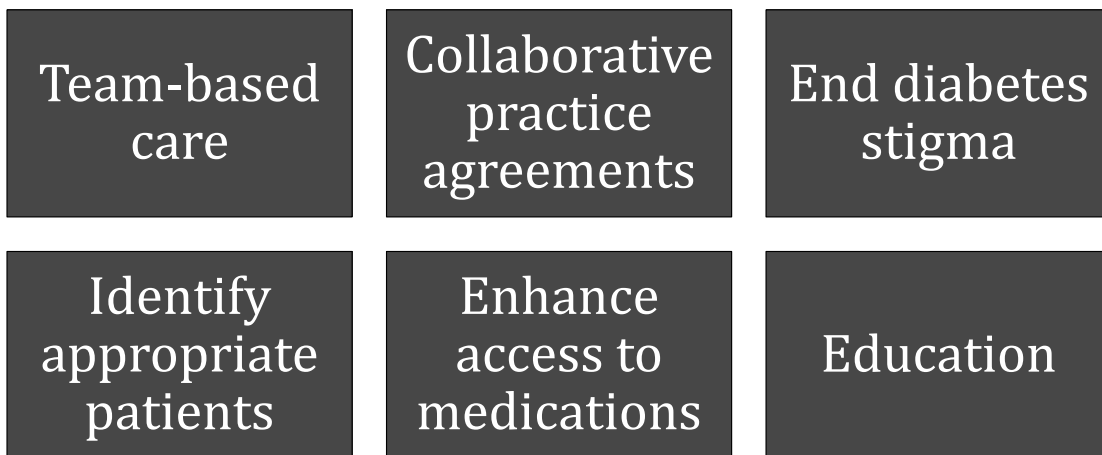 Team-based
care
Collaborative
practice
agreements
End diabetes
stigma
Identify
appropriate
patients
Enhance
access to
medications
Education